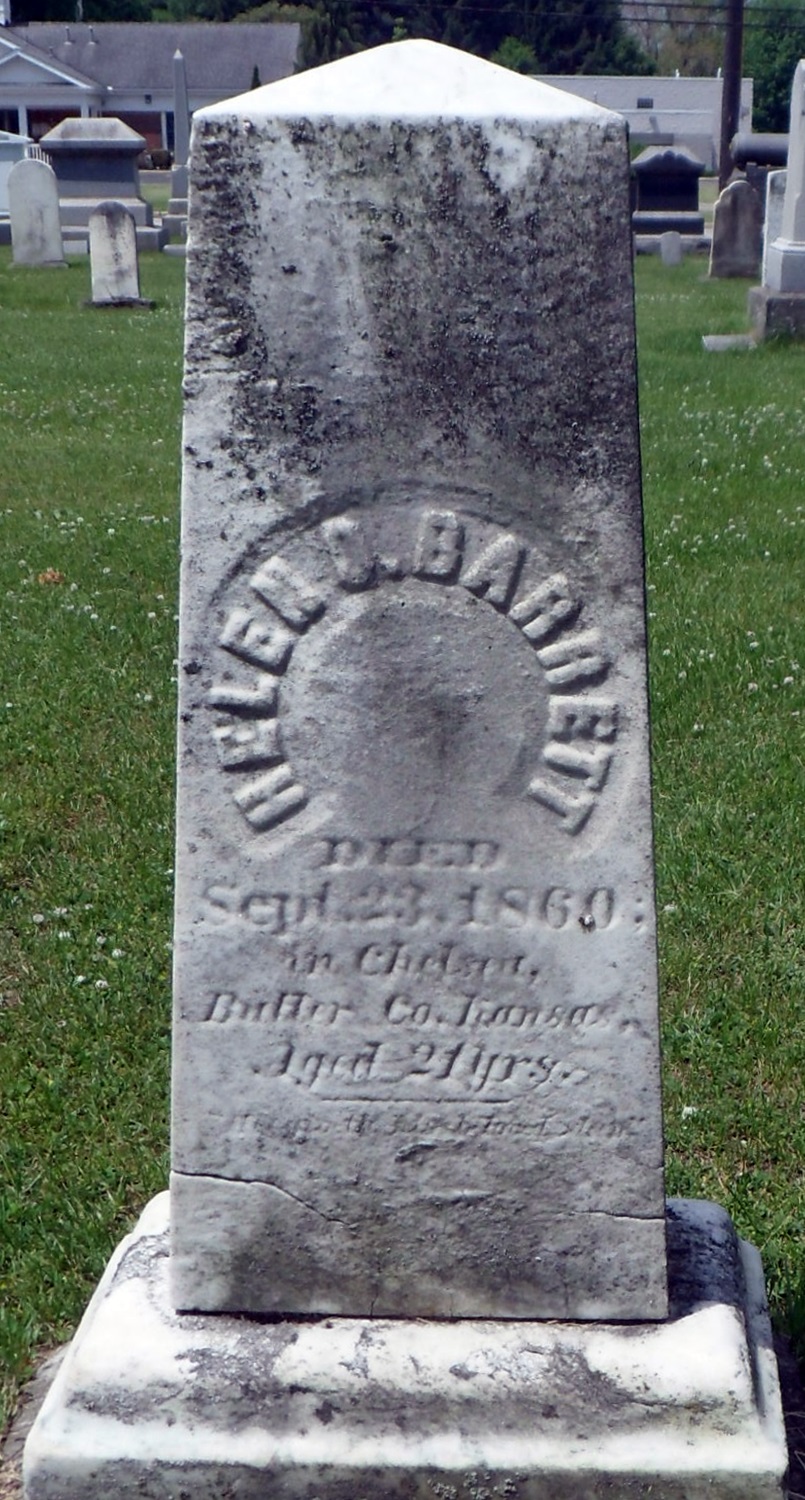 HELEN C. BARRETT
DIED
Sept. 23. 1860;
in Chelsea,
Butler Co. Kansas.
Aged 21 yrs.